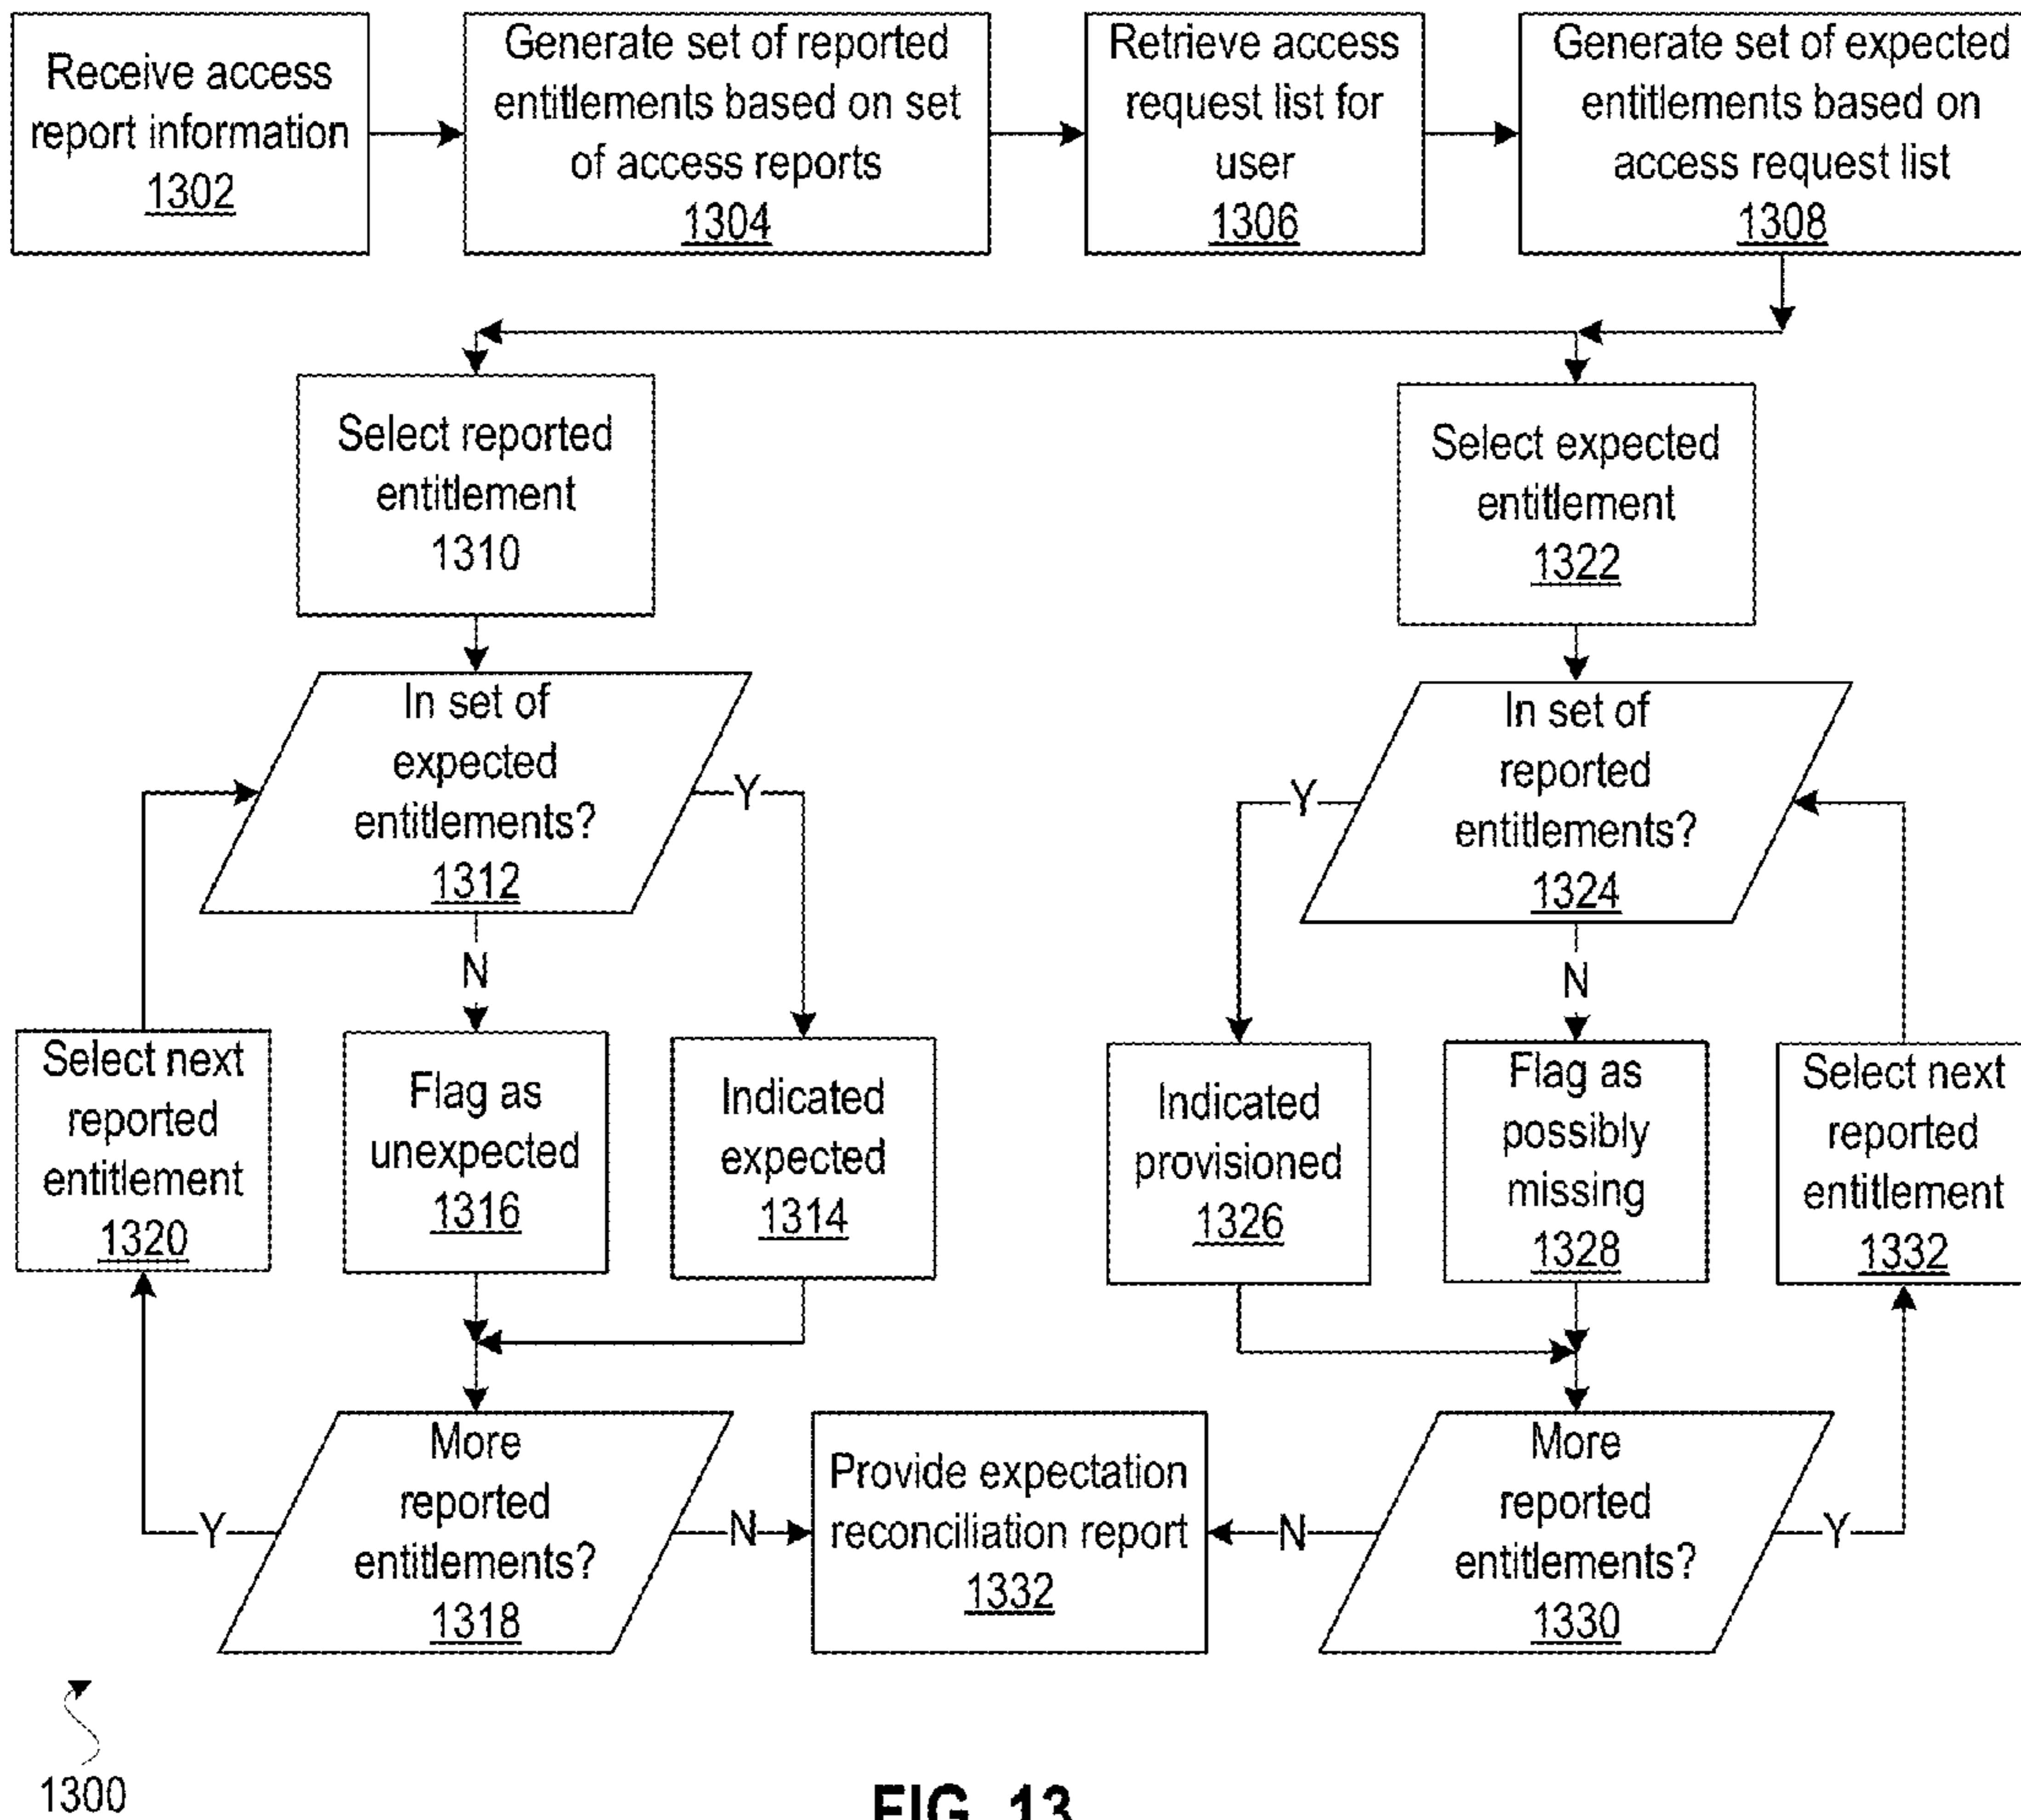 Receive access
report information
1302
Generate set of reported
entitlements based on set
of access reports
1304
Retrieve access
request list for
user
1306
Generate set of expected
entitlements based on
access request list
1308
Select reported
entitlement
1310
Select expected
entitlement
1322
In set of
expected
entitlements?
1312
Y
N
In set of
reported
entitlements?
1324
Y
N
Select next
reported
entitlement
1320
Flag as
unexpected
1316
Indicated
expected
1314
Indicated
provisioned
1326
Flag as
possibly
missing
1328
Select next
reported
entitlement
1332
More
reported
entitlements?
1318
Y
N
Provide expectation
reconciliation report
1332
More
reported
entitlements?
1330
N
Y
1300
FIG. 13